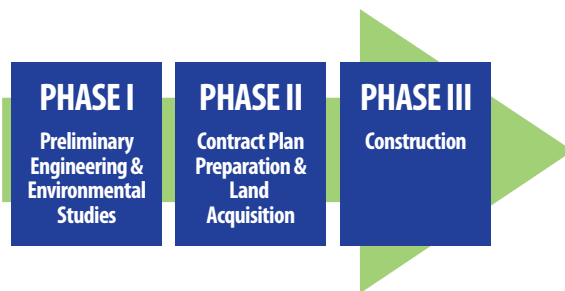 PHASE I
Preliminary
Engineering &
Environmental
Studies
PHASE II
Contract Plan
Preparation &
Land
Acquisition
PHASE III
Construction